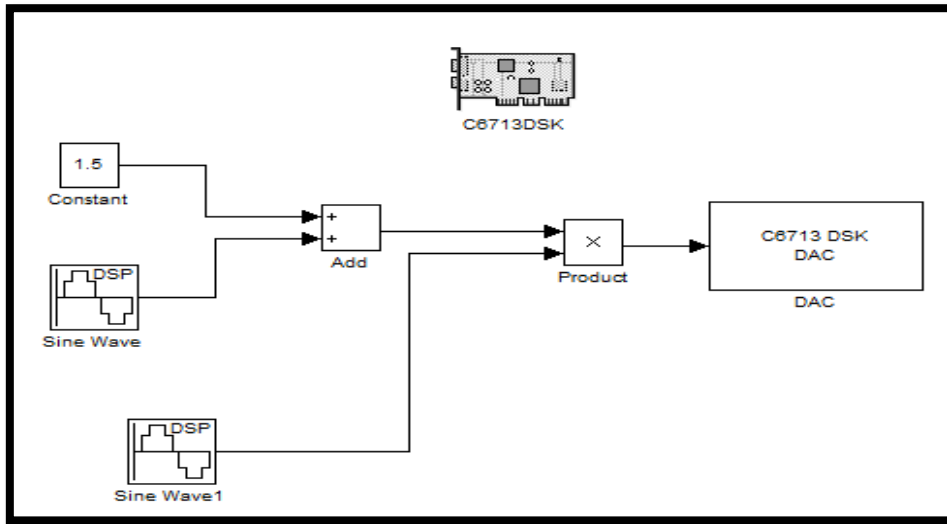 C6713DSK
1.5
Constant
+
+
Add
DSP
Sine Wave
×
Product
C6713 DSK
DAC
DAC
DSP
Sine Wave1